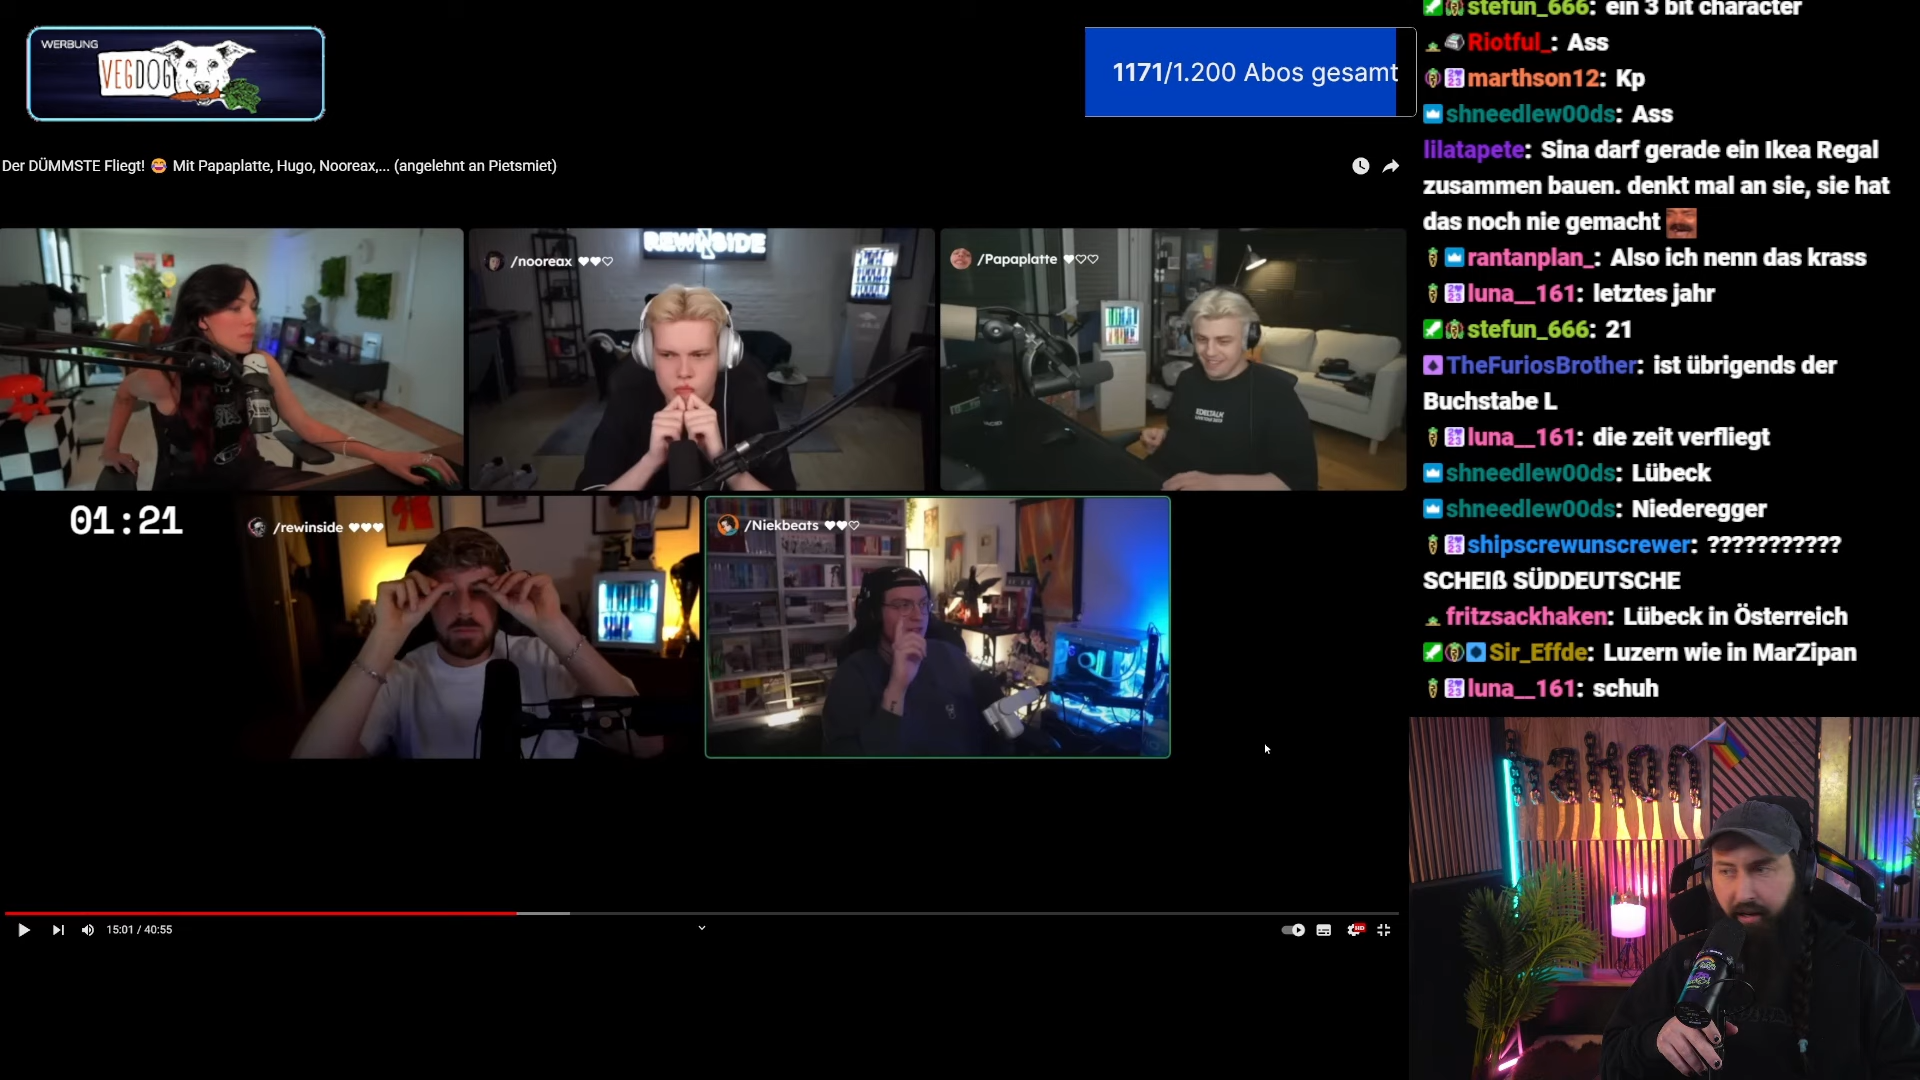 WERBUNG
VEGDOG
1171/1.200 Abos gesamt
Der DÜMMSTE Fliegt! 😂 Mit Papaplatte, Hugo, Nooreax,... (angelehnt an Pietsmiet)
REWINSIDE
/nooreax ♥♥♡
/Papaplatte ♥♡♡
01:21
/rewinside ♥♥♥
/Niekbeats ♥♥♡
15:01 / 40:55
HD
stefun_666: ein 3 bit character
Riotful_: Ass
marthson12: Kp
shneedlew00ds: Ass
lilatapete: Sina darf gerade ein Ikea Regal
zusammen bauen. denkt mal an sie, sie hat
das noch nie gemacht
rantanplan_: Also ich nenn das krass
luna__161: letztes jahr
stefun_666: 21
TheFuriosBrother: ist übrigends der
Buchstabe L
luna__161: die zeit verfliegt
shneedlew00ds: Lübeck
shneedlew00ds: Niederegger
shipscrewunscrewer: ???????????
SCHEIß SÜDDEUTSCHE
fritzsackhaken: Lübeck in Österreich
Sir_Effde: Luzern wie in MarZipan
luna__161: schuh
maxon